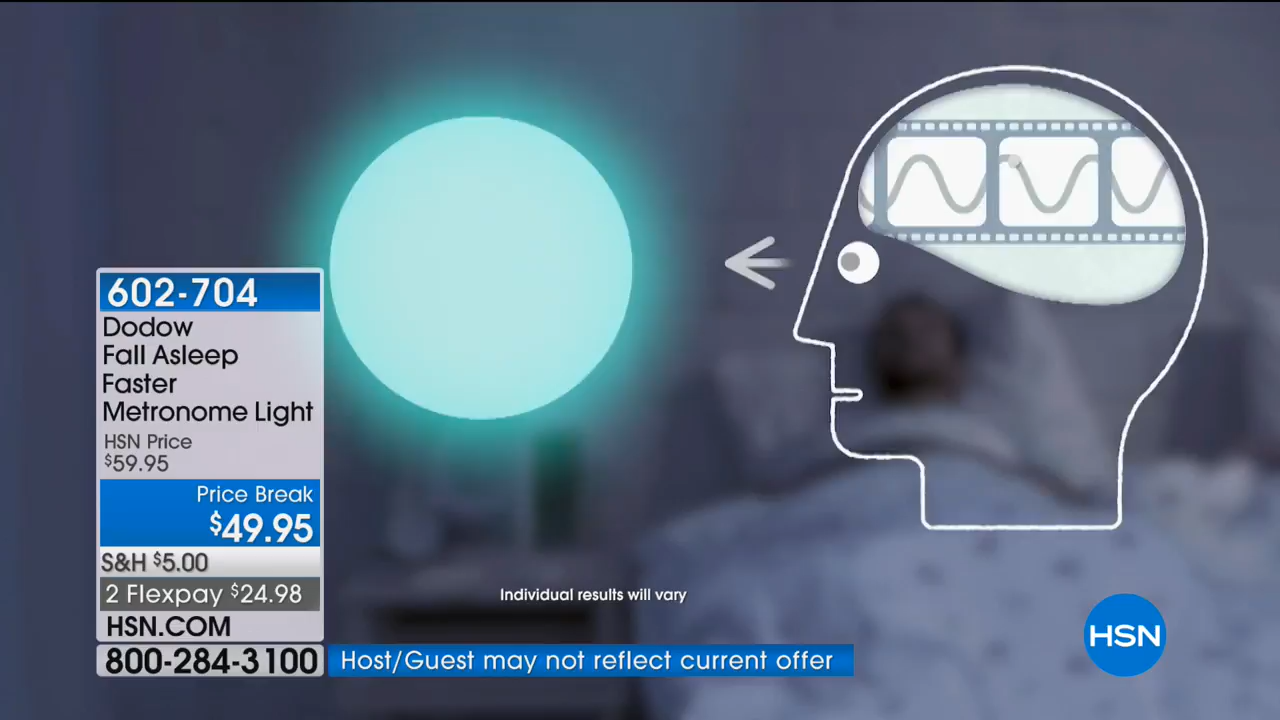 602-704
Dodow
Fall Asleep
Faster
Metronome Light
HSN Price
$59.95
Price Break
$49.95
S&H $5.00
2 Flexpay $24.98
HSN.COM
800-284-3100
Individual results will vary
Host/Guest may not reflect current offer
HSN